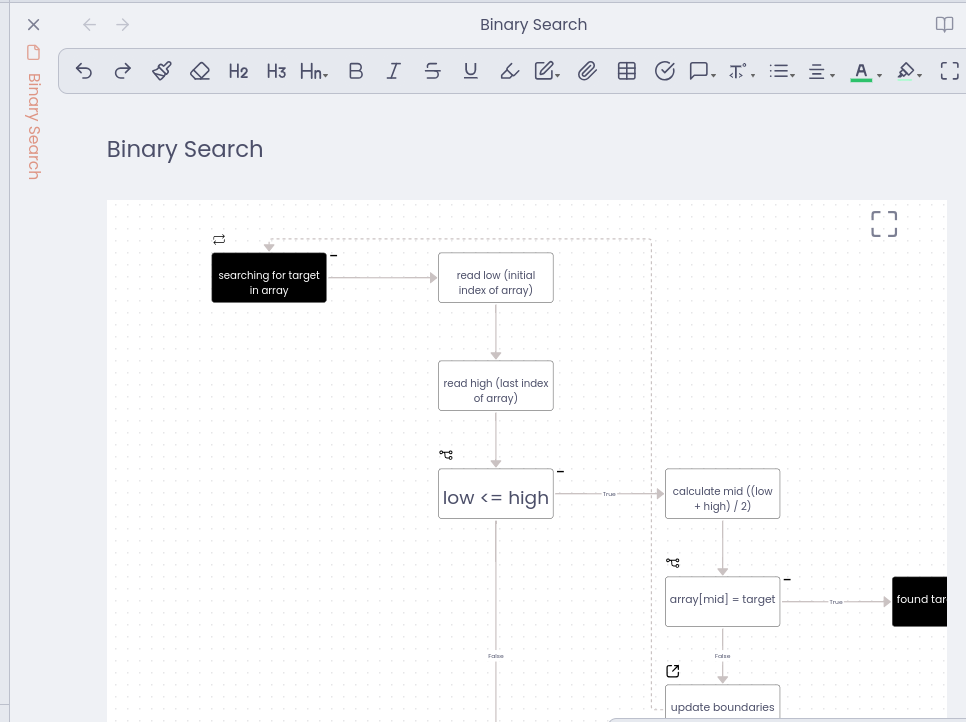 Binary Search
Binary Search
H2 H3 Hn B I S U T A
Binary Search
searching for target
in array
read low (initial
index of array)
read high (last index
of array)
low <= high
True
calculate mid ((low
+ high) / 2)
array[mid] = target
True
found tar
False
False
update boundaries